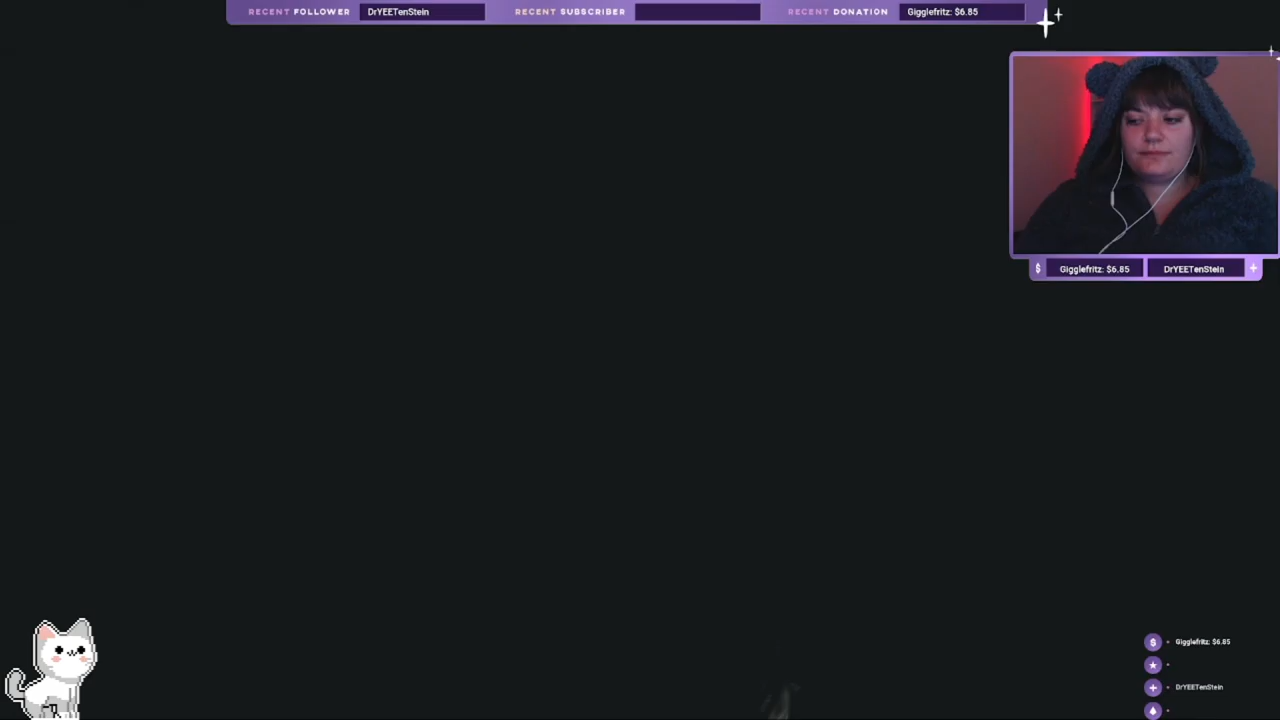 RECENT FOLLOWER DrYEETenStein RECENT SUBSCRIBER RECENT DONATION Gigglefritz: $6.85
$ Gigglefritz: $6.85 DrYEETenStein +
$ - Gigglefritz: $6.85
-
+ - DrYEETenStein
-